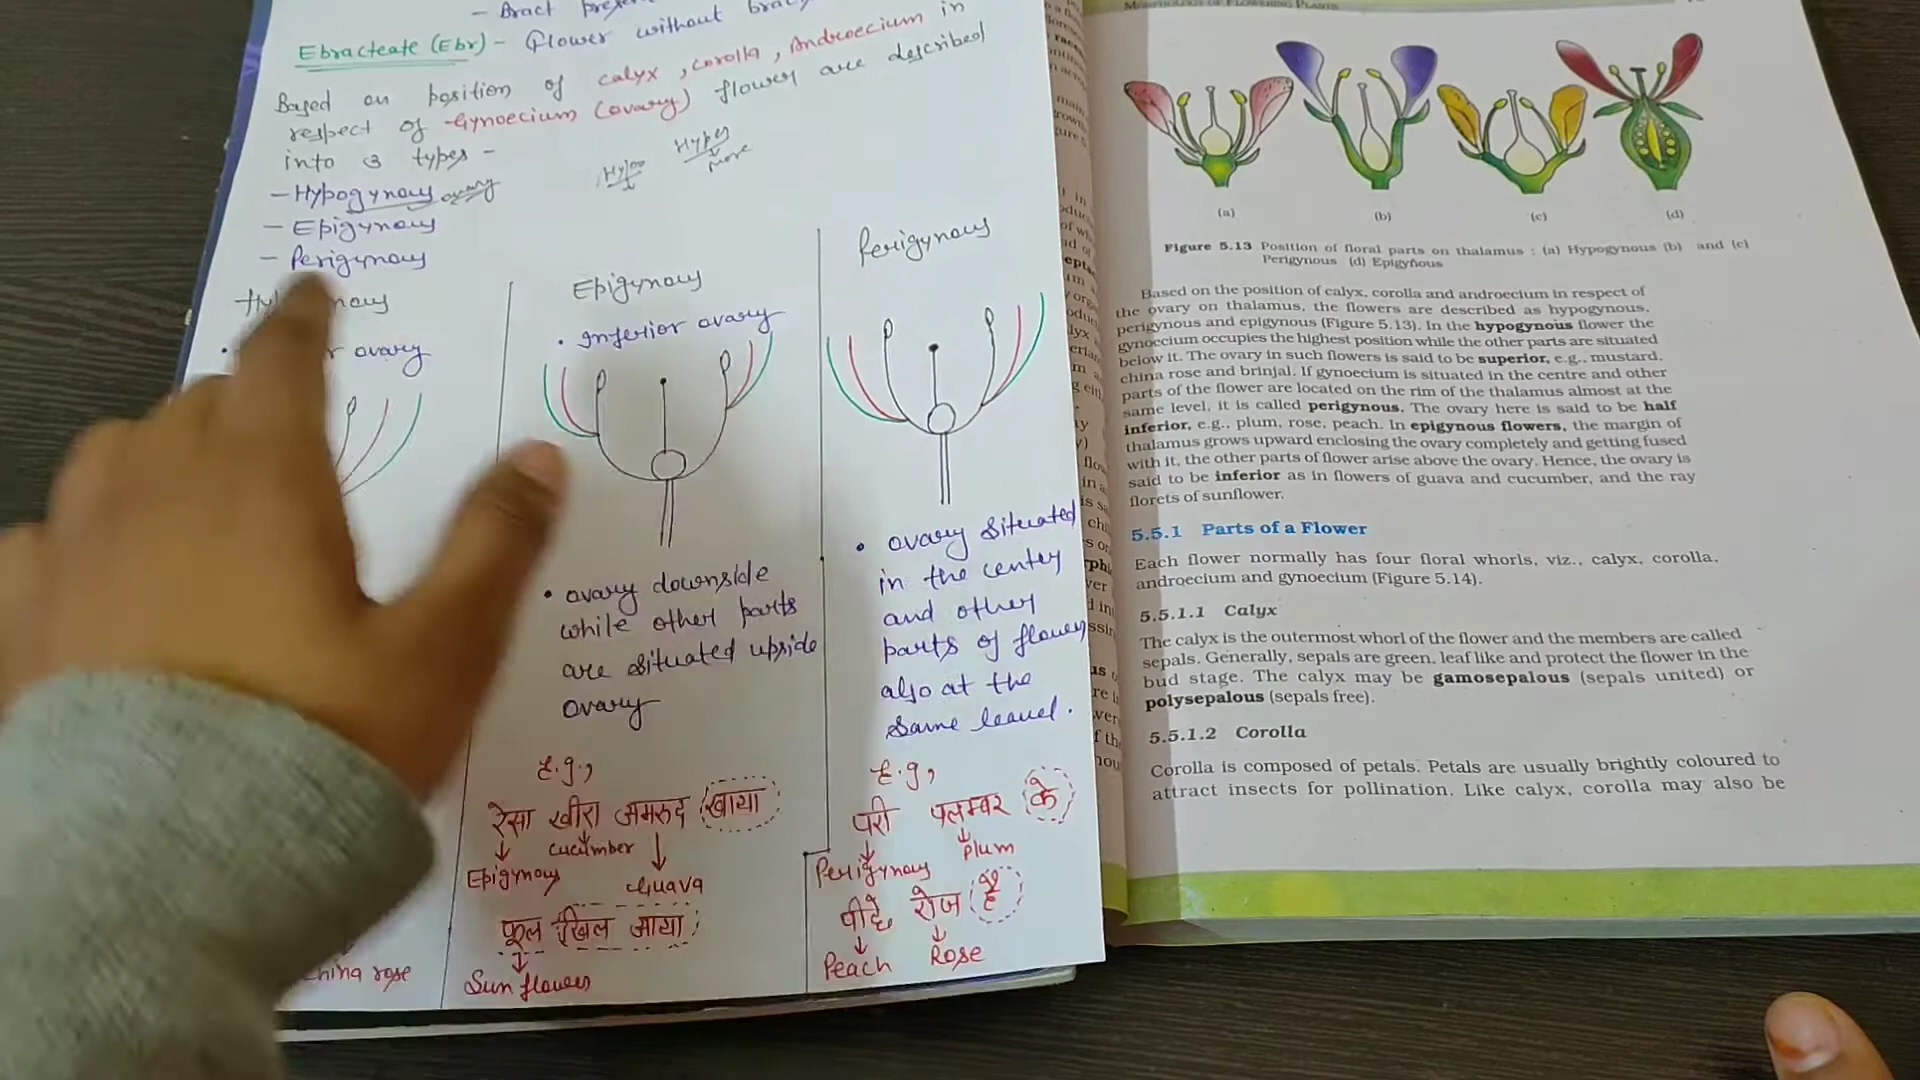 - Bract
Ebracteate (Ebr) - Flower without
Based on position of calyx, corolla, Androecium in
respect of Gynoecium (ovary) flower are described
into 3 types -
- Hypogynous ovary
- Epigynous
- Perigynous
Hyper
more
ovary
Epigynous
• Inferior ovary
• ovary downside
while other parts
are situated upside
ovary
E.g.,
रेसा खीरा अमरुद खाया
cucumber
Epigynous
Guava
फूल खिल आया
Sunflower
china rose
Perigynous
• ovary situated
in the center
and other
parts of flower
also at the
same leavel.
E.g,
परी पलम्बर के
Plum
Perigynous
रोज है
Peach Rose
MORPHOLOGY OF FLOWERING PLANTS
(a) (b) (c) (d)
Figure 5.13 Position of floral parts on thalamus : (a) Hypogynous (b) and (c)
Perigynous (d) Epigynous
Based on the position of calyx, corolla and androecium in respect of
the ovary on thalamus, the flowers are described as hypogynous,
perigynous and epigynous (Figure 5.13). In the hypogynous flower the
gynoecium occupies the highest position while the other parts are situated
below it. The ovary in such flowers is said to be superior, e.g., mustard,
china rose and brinjal. If gynoecium is situated in the centre and other
parts of the flower are located on the rim of the thalamus almost at the
same level, it is called perigynous. The ovary here is said to be half
inferior, e.g., plum, rose, peach. In epigynous flowers, the margin of
thalamus grows upward enclosing the ovary completely and getting fused
with it, the other parts of flower arise above the ovary. Hence, the ovary is
said to be inferior as in flowers of guava and cucumber, and the ray
florets of sunflower.
5.5.1 Parts of a Flower
Each flower normally has four floral whorls, viz., calyx, corolla,
androecium and gynoecium (Figure 5.14).
5.5.1.1 Calyx
The calyx is the outermost whorl of the flower and the members are called
sepals. Generally, sepals are green, leaf like and protect the flower in the
bud stage. The calyx may be gamosepalous (sepals united) or
polysepalous (sepals free).
5.5.1.2 Corolla
Corolla is composed of petals. Petals are usually brightly coloured to
attract insects for pollination. Like calyx, corolla may also be